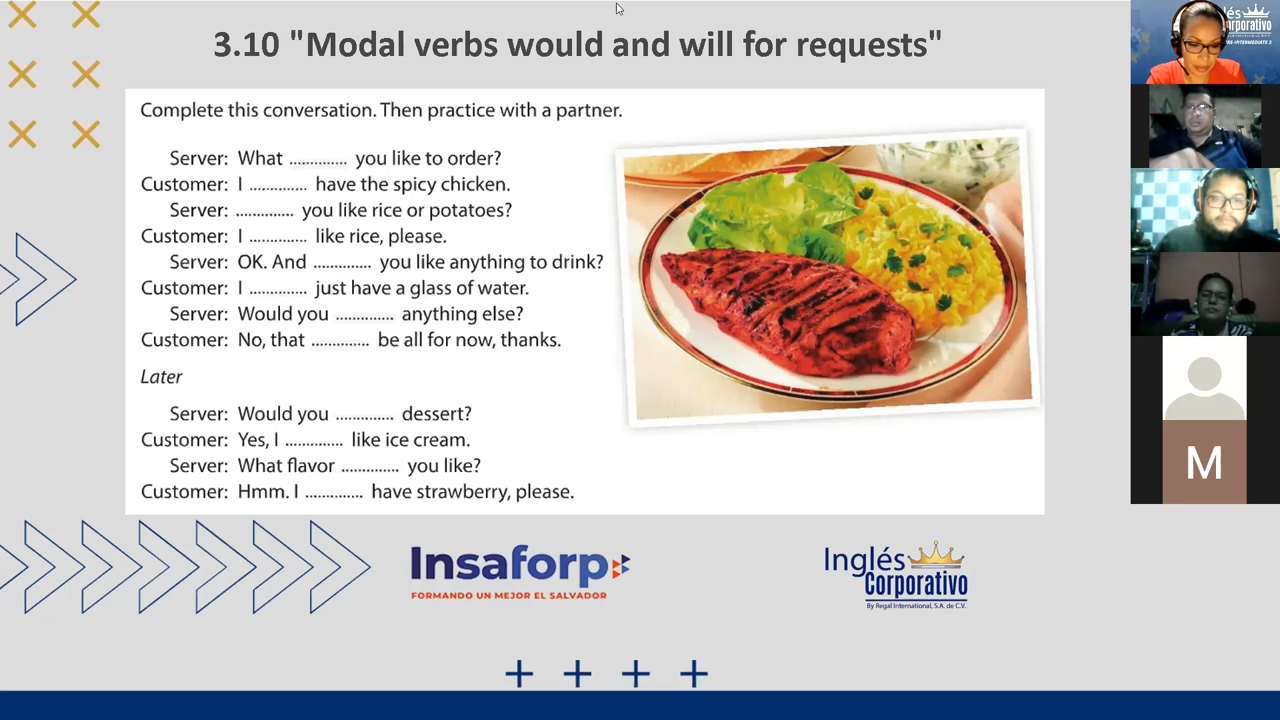 3.10 "Modal verbs would and will for requests"
Complete this conversation. Then practice with a partner.
Server: What ............. you like to order?
Customer: I ............. have the spicy chicken.
Server: ............. you like rice or potatoes?
Customer: I ............. like rice, please.
Server: OK. And ............. you like anything to drink?
Customer: I ............. just have a glass of water.
Server: Would you ............. anything else?
Customer: No, that ............. be all for now, thanks.
Later
Server: Would you ............. dessert?
Customer: Yes, I ............. like ice cream.
Server: What flavor ............. you like?
Customer: Hmm. I ............. have strawberry, please.
Insaforp
FORMANDO UN MEJOR EL SALVADOR
Inglés
Corporativo
By Regal International, S.A. de C.V.
M